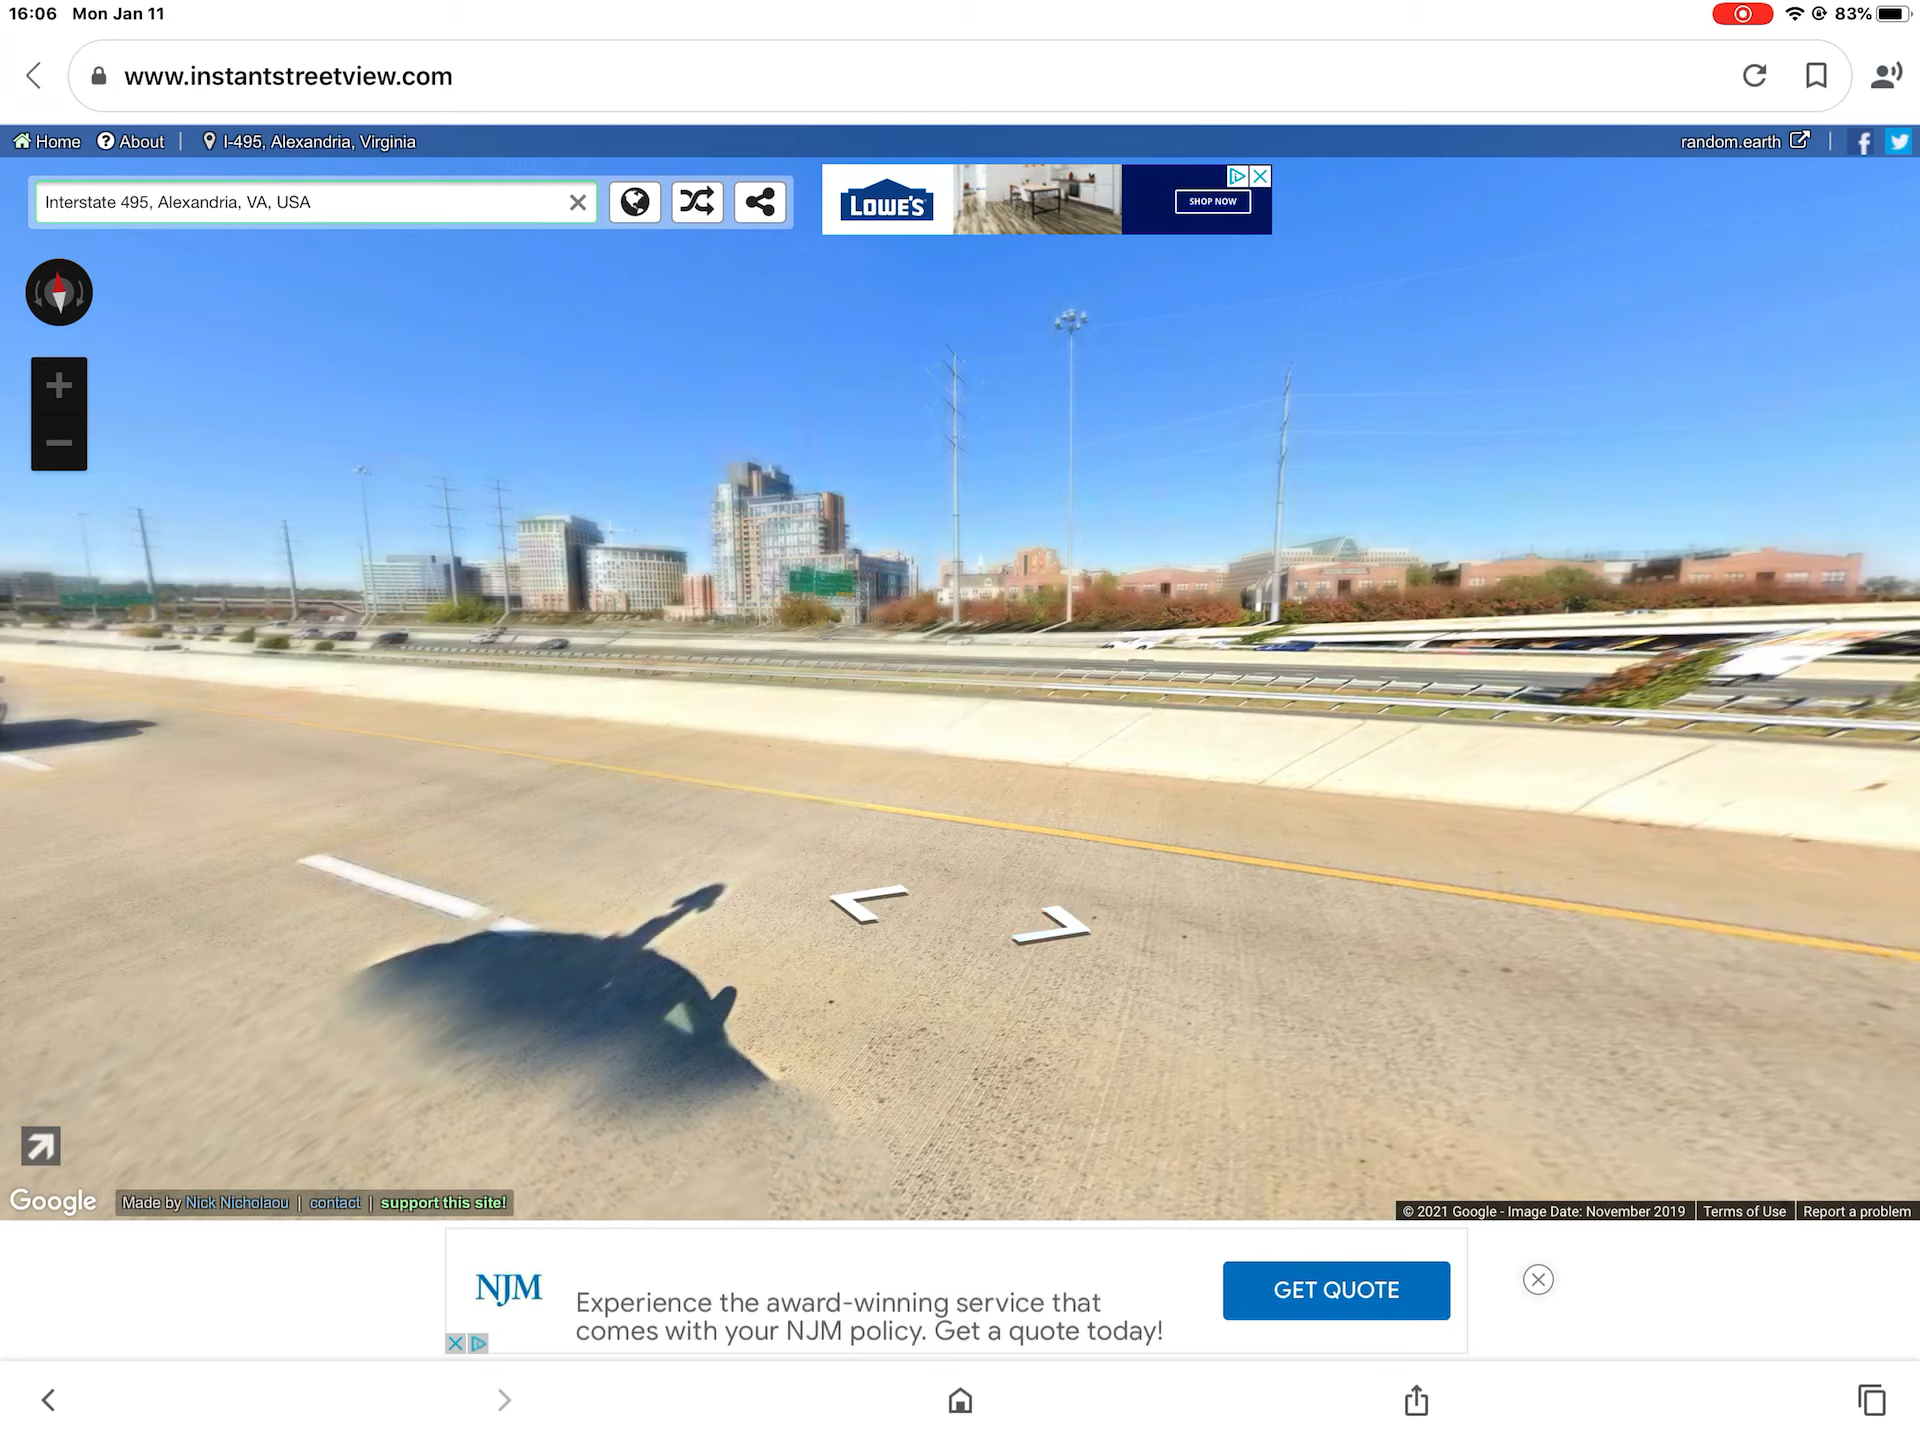 16:06 Mon Jan 11
83%
www.instantstreetview.com
Home About | I-495, Alexandria, Virginia
random.earth |
Interstate 495, Alexandria, VA, USA
LOWE'S
SHOP NOW
Google
Made by Nick Nicholaou | contact | support this site!
© 2021 Google - Image Date: November 2019 Terms of Use Report a problem
NJM
Experience the award-winning service that
comes with your NJM policy. Get a quote today!
GET QUOTE